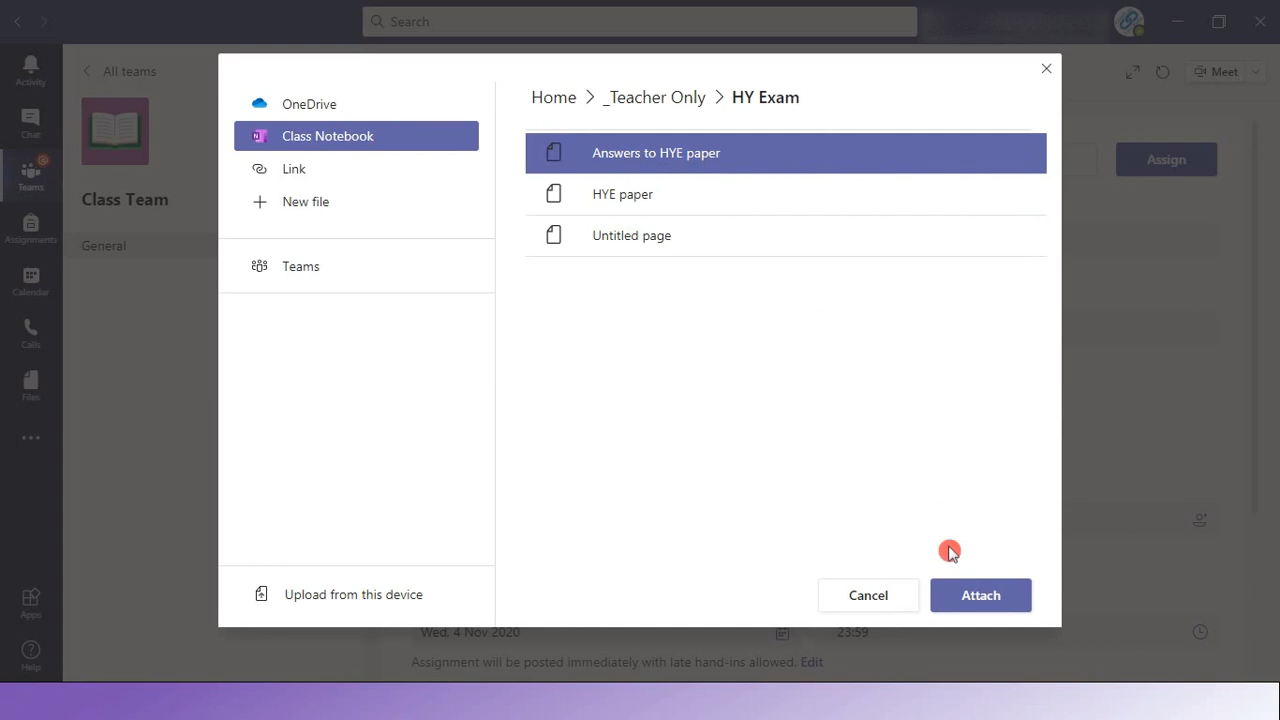 Search
Activity
Chat
Teams
Assignments
Calendar
Calls
Files
Apps
Help
All teams
Class Team
General
Meet
Assign
OneDrive
Class Notebook
Link
New file
Teams
Upload from this device
Home > _Teacher Only > HY Exam
Answers to HYE paper
HYE paper
Untitled page
Cancel
Attach
Wed, 4 Nov 2020
23:59
Assignment will be posted immediately with late hand-ins allowed. Edit